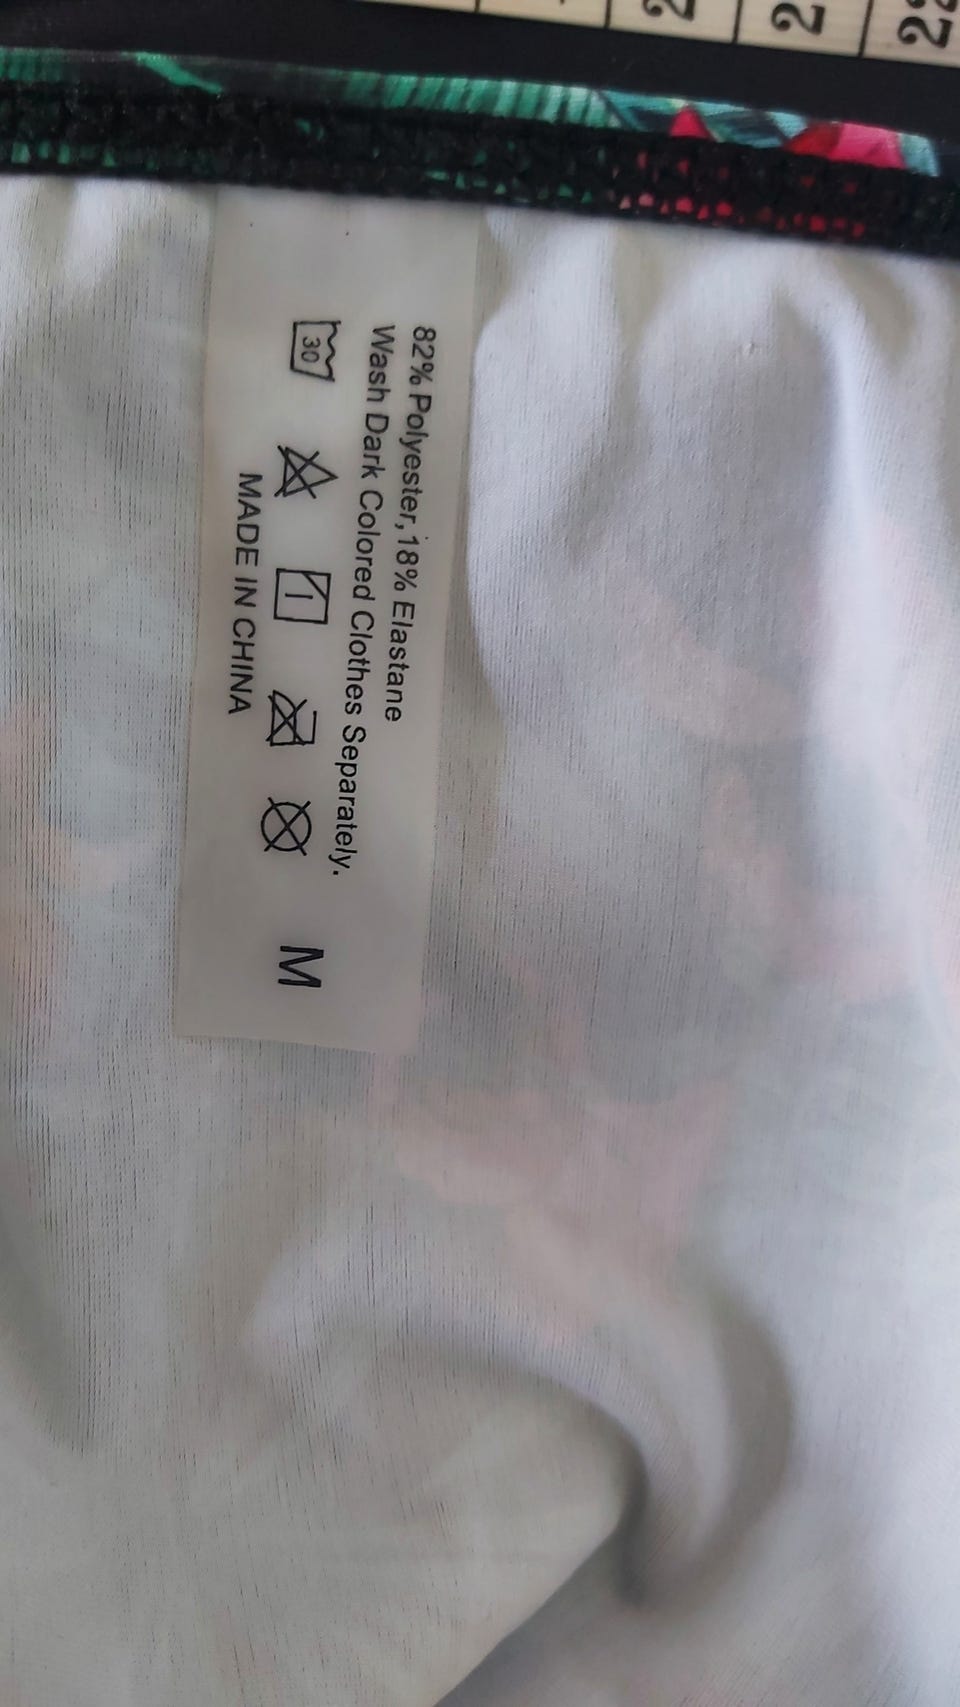 82% Polyester, 18% Elastane
Wash Dark Colored Clothes Separately.
30 M
MADE IN CHINA